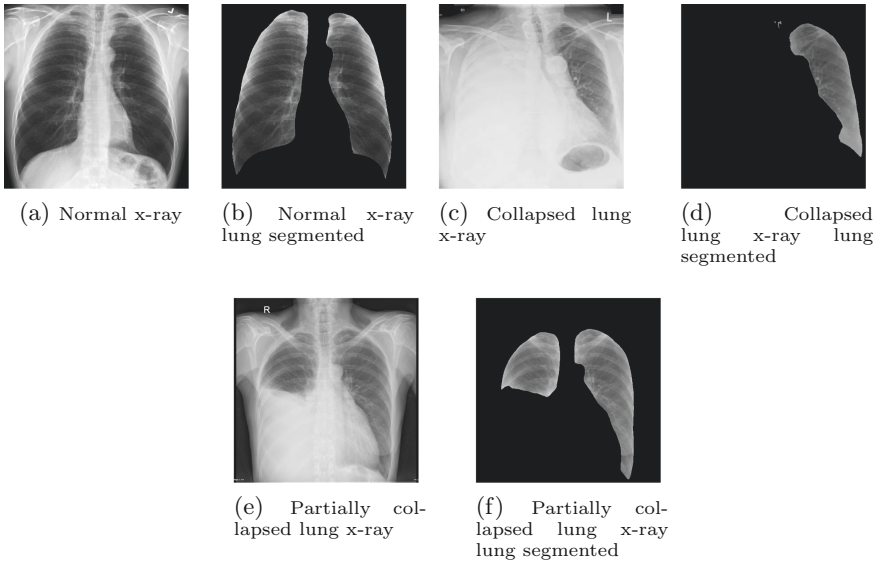 L
R
(a) Normal x-ray
(b) Normal x-ray
lung segmented
(c) Collapsed lung
x-ray
(d) Collapsed
lung x-ray lung
segmented
(e) Partially col-
lapsed lung x-ray
(f) Partially col-
lapsed lung x-ray
lung segmented